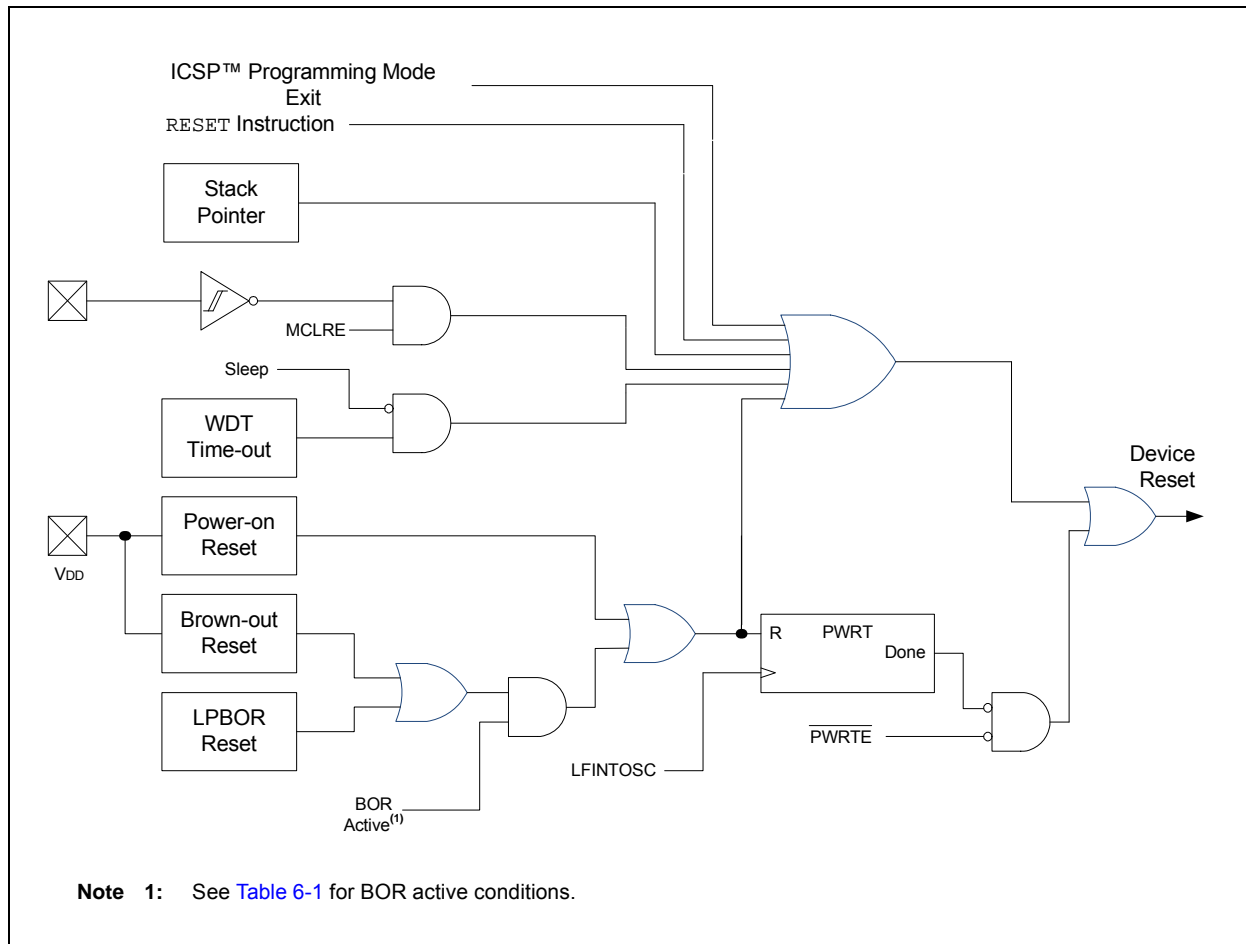 ICSP™ Programming Mode
Exit
RESET Instruction
Stack
Pointer
MCLRE
Sleep
WDT
Time-out
Device
Reset
Power-on
Reset
VDD
Brown-out
Reset
R PWRT
Done
LPBOR
Reset
PWRTE
LFINTOSC
BOR
Active(1)
Note 1: See Table 6-1 for BOR active conditions.